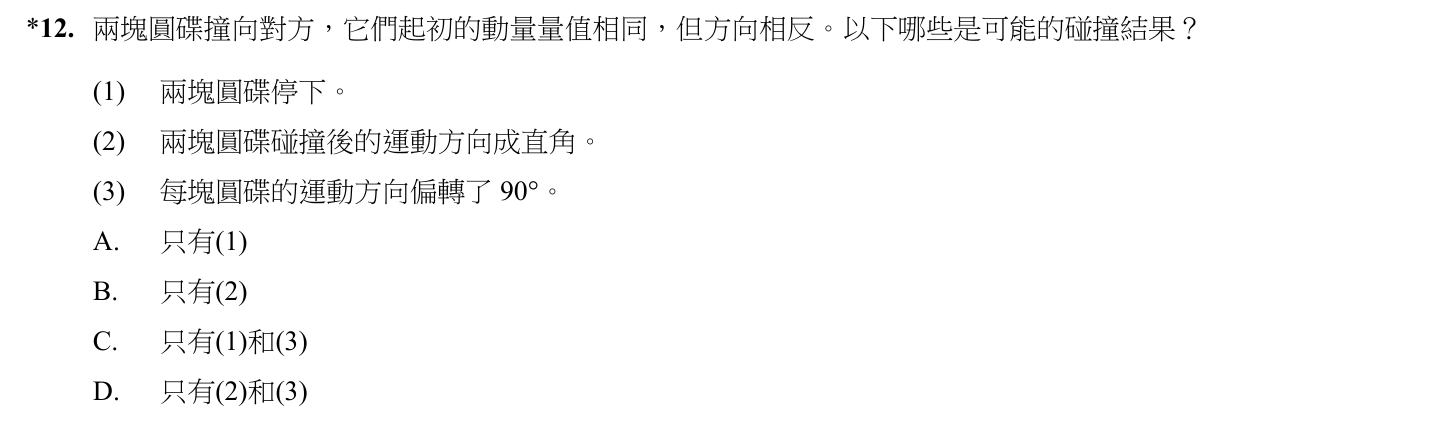 *12. 兩塊圓碟撞向對方，它們起初的動量量值相同，但方向相反。以下哪些是可能的碰撞結果？
(1) 兩塊圓碟停下。
(2) 兩塊圓碟碰撞後的運動方向成直角。
(3) 每塊圓碟的運動方向偏轉了 90°。
A. 只有(1)
B. 只有(2)
C. 只有(1)和(3)
D. 只有(2)和(3)